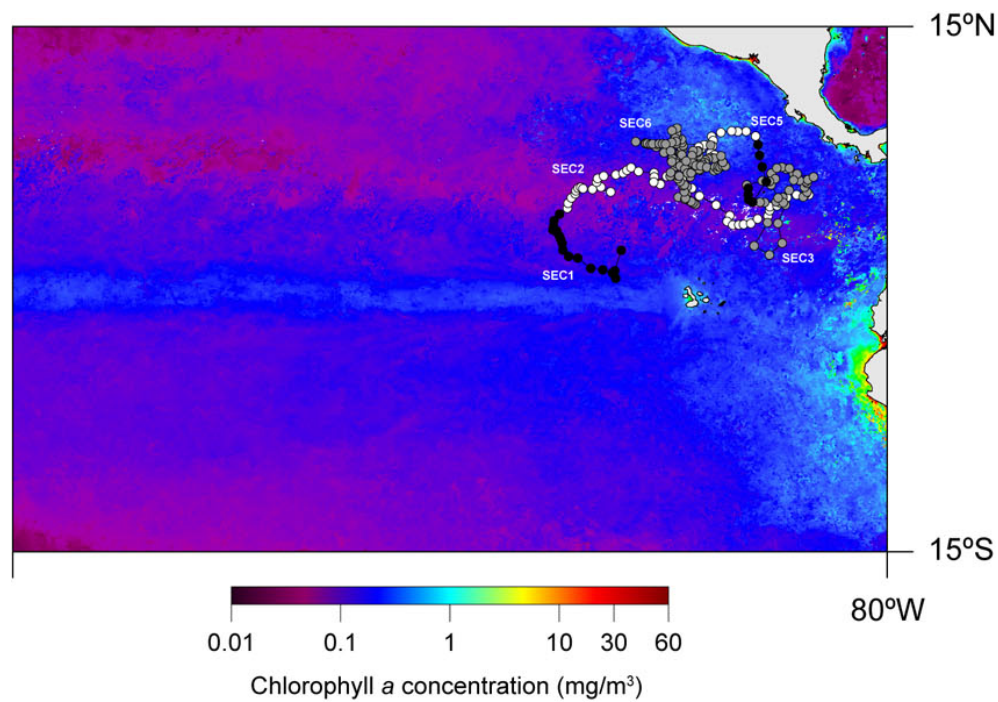 15ºN
SEC6
SEC5
SEC2
SEC3
SEC1
15ºS
80ºW
0.01 0.1 1 10 30 60
Chlorophyll a concentration (mg/m³)